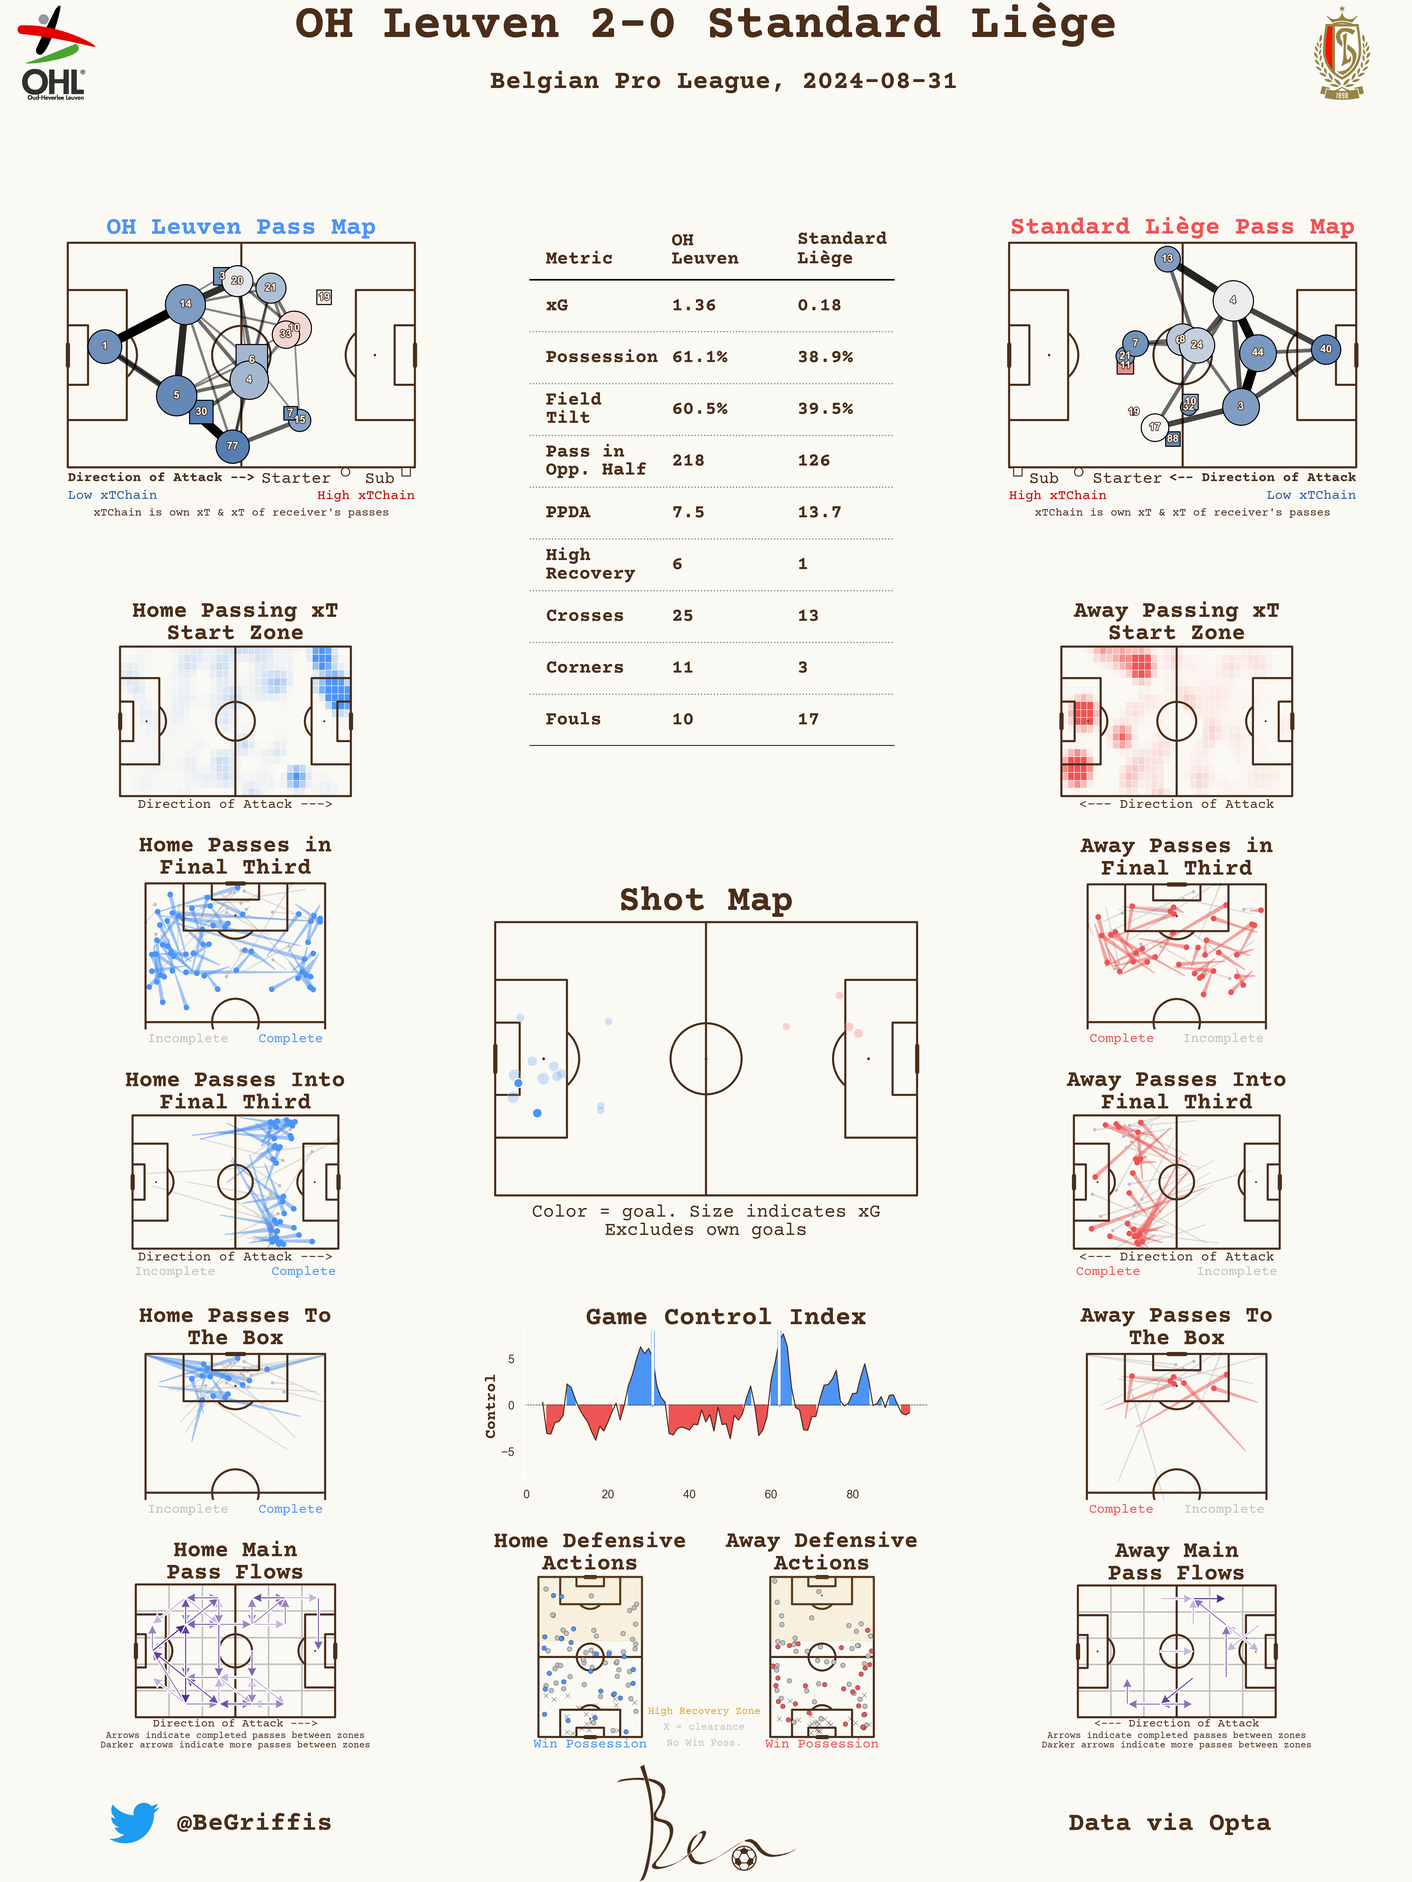 OH Leuven 2-0 Standard Liège
Belgian Pro League, 2024-08-31
OHL®
Oud-Heverlee Leuven
1898
OH Leuven Pass Map
3
20
21
19
14
10
33
1
6
4
5
30
7
15
77
Direction of Attack --> Starter Sub
Low xTChain High xTChain
xTChain is own xT & xT of receiver's passes
Metric OH Leuven Standard Liège
xG 1.36 0.18
Possession 61.1% 38.9%
Field Tilt 60.5% 39.5%
Pass in Opp. Half 218 126
PPDA 7.5 13.7
High Recovery 6 1
Crosses 25 13
Corners 11 3
Fouls 10 17
Standard Liège Pass Map
13
4
7
8
24
44
40
21
11
10
32
3
19
17
88
Sub Starter <-- Direction of Attack
High xTChain Low xTChain
xTChain is own xT & xT of receiver's passes
Home Passing xT
Start Zone
Direction of Attack --->
Away Passing xT
Start Zone
<--- Direction of Attack
Home Passes in
Final Third
Incomplete Complete
Away Passes in
Final Third
Complete Incomplete
Shot Map
Color = goal. Size indicates xG
Excludes own goals
Home Passes Into
Final Third
Direction of Attack --->
Incomplete Complete
Away Passes Into
Final Third
<--- Direction of Attack
Complete Incomplete
Home Passes To
The Box
Incomplete Complete
Game Control Index
Control
5
0
−5
0 20 40 60 80
Away Passes To
The Box
Complete Incomplete
Home Main
Pass Flows
Direction of Attack --->
Arrows indicate completed passes between zones
Darker arrows indicate more passes between zones
Home Defensive
Actions
Win Possession
High Recovery Zone
X = clearance
No Win Poss.
Away Defensive
Actions
Win Possession
Away Main
Pass Flows
<--- Direction of Attack
Arrows indicate completed passes between zones
Darker arrows indicate more passes between zones
@BeGriffis
Ben
Data via Opta